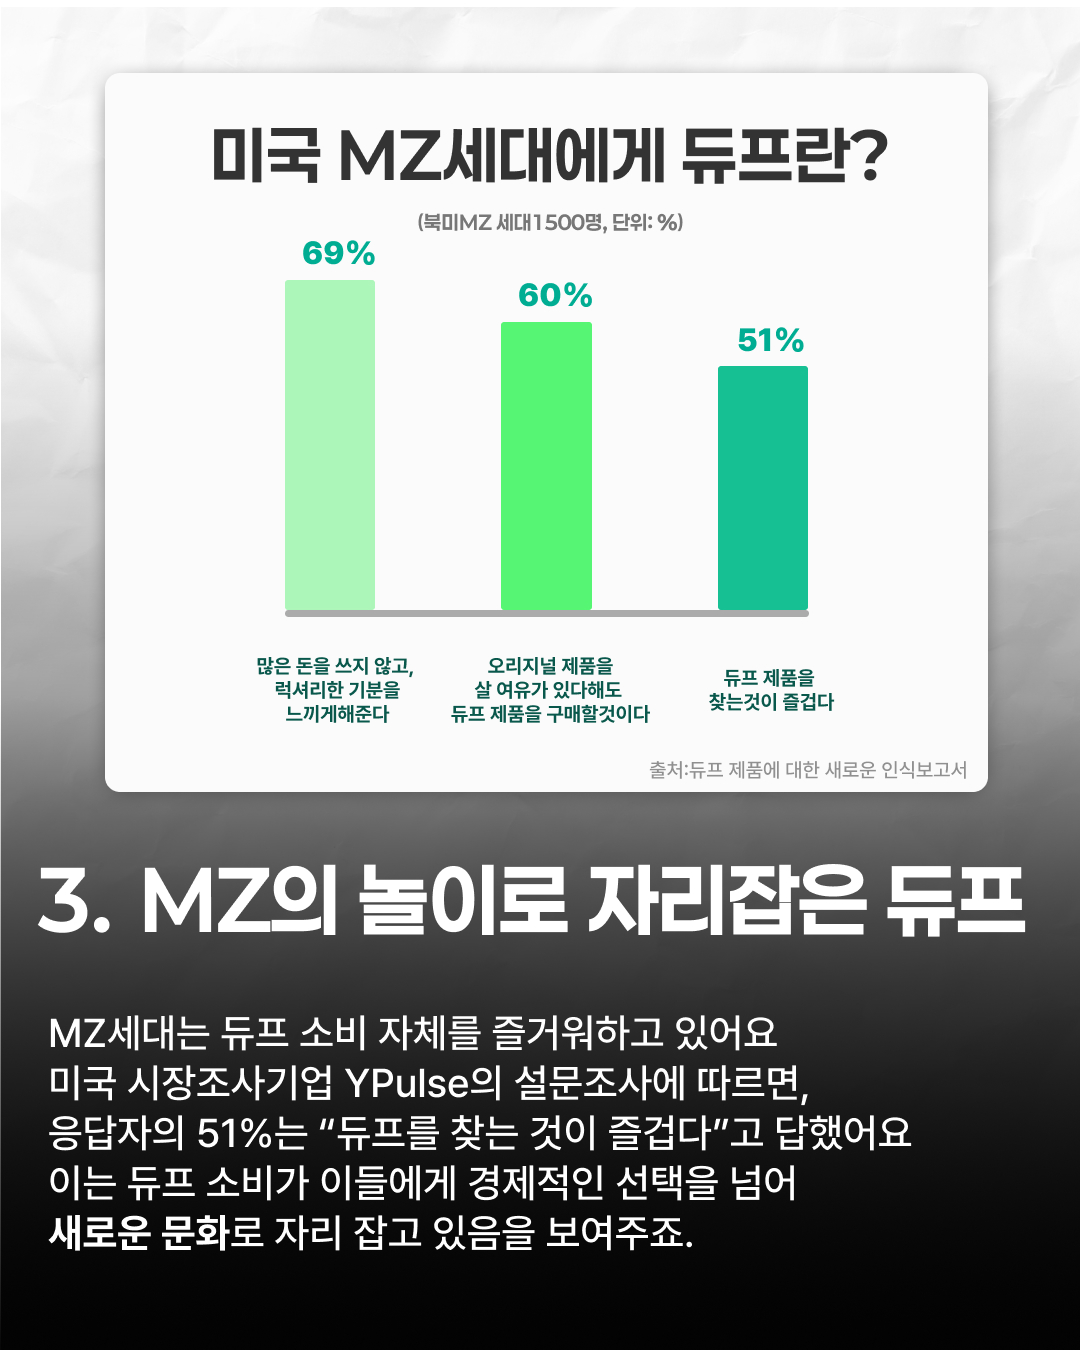 미국 MZ세대에게 듀프란?
(북미MZ 세대1500명, 단위: %)
69%
60%
51%
많은 돈을 쓰지 않고,
럭셔리한 기분을
느끼게해준다
오리지널 제품을
살 여유가 있다해도
듀프 제품을 구매할것이다
듀프 제품을
찾는것이 즐겁다
출처:듀프 제품에 대한 새로운 인식보고서
3. MZ의 놀이로 자리잡은 듀프
MZ세대는 듀프 소비 자체를 즐거워하고 있어요
미국 시장조사기업 YPulse의 설문조사에 따르면,
응답자의 51%는 “듀프를 찾는 것이 즐겁다”고 답했어요
이는 듀프 소비가 이들에게 경제적인 선택을 넘어
새로운 문화로 자리 잡고 있음을 보여주죠.